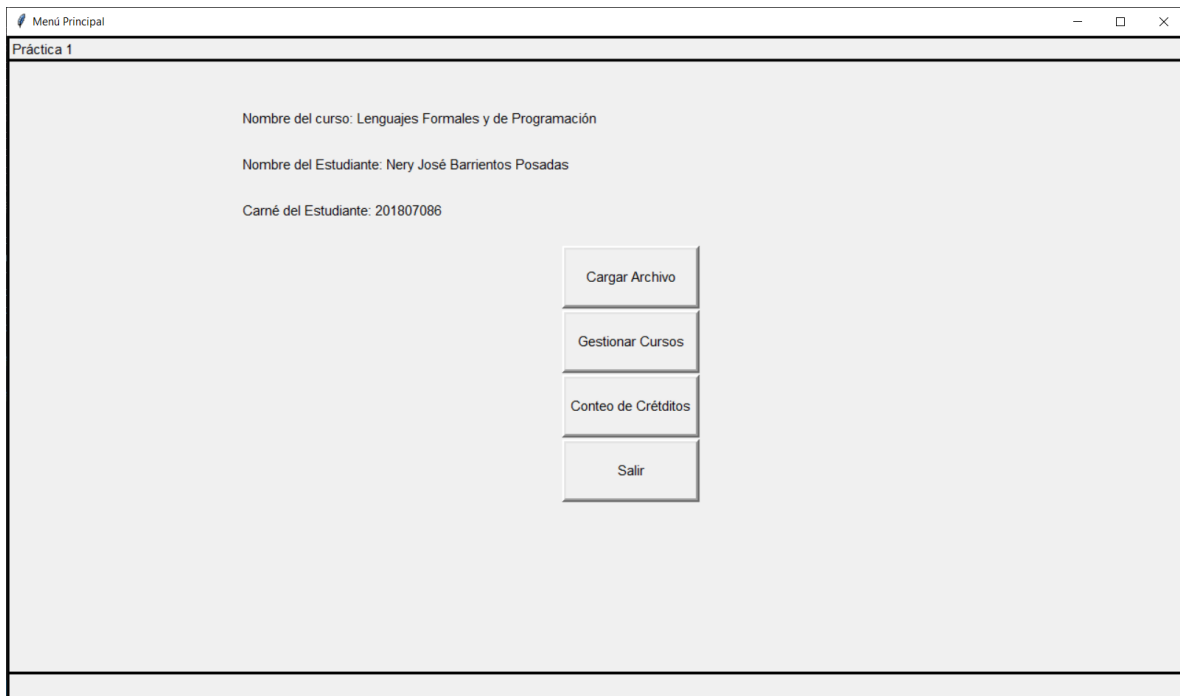 Menú Principal
Práctica 1
Nombre del curso: Lenguajes Formales y de Programación
Nombre del Estudiante: Nery José Barrientos Posadas
Carné del Estudiante: 201807086
Cargar Archivo
Gestionar Cursos
Conteo de Crétditos
Salir